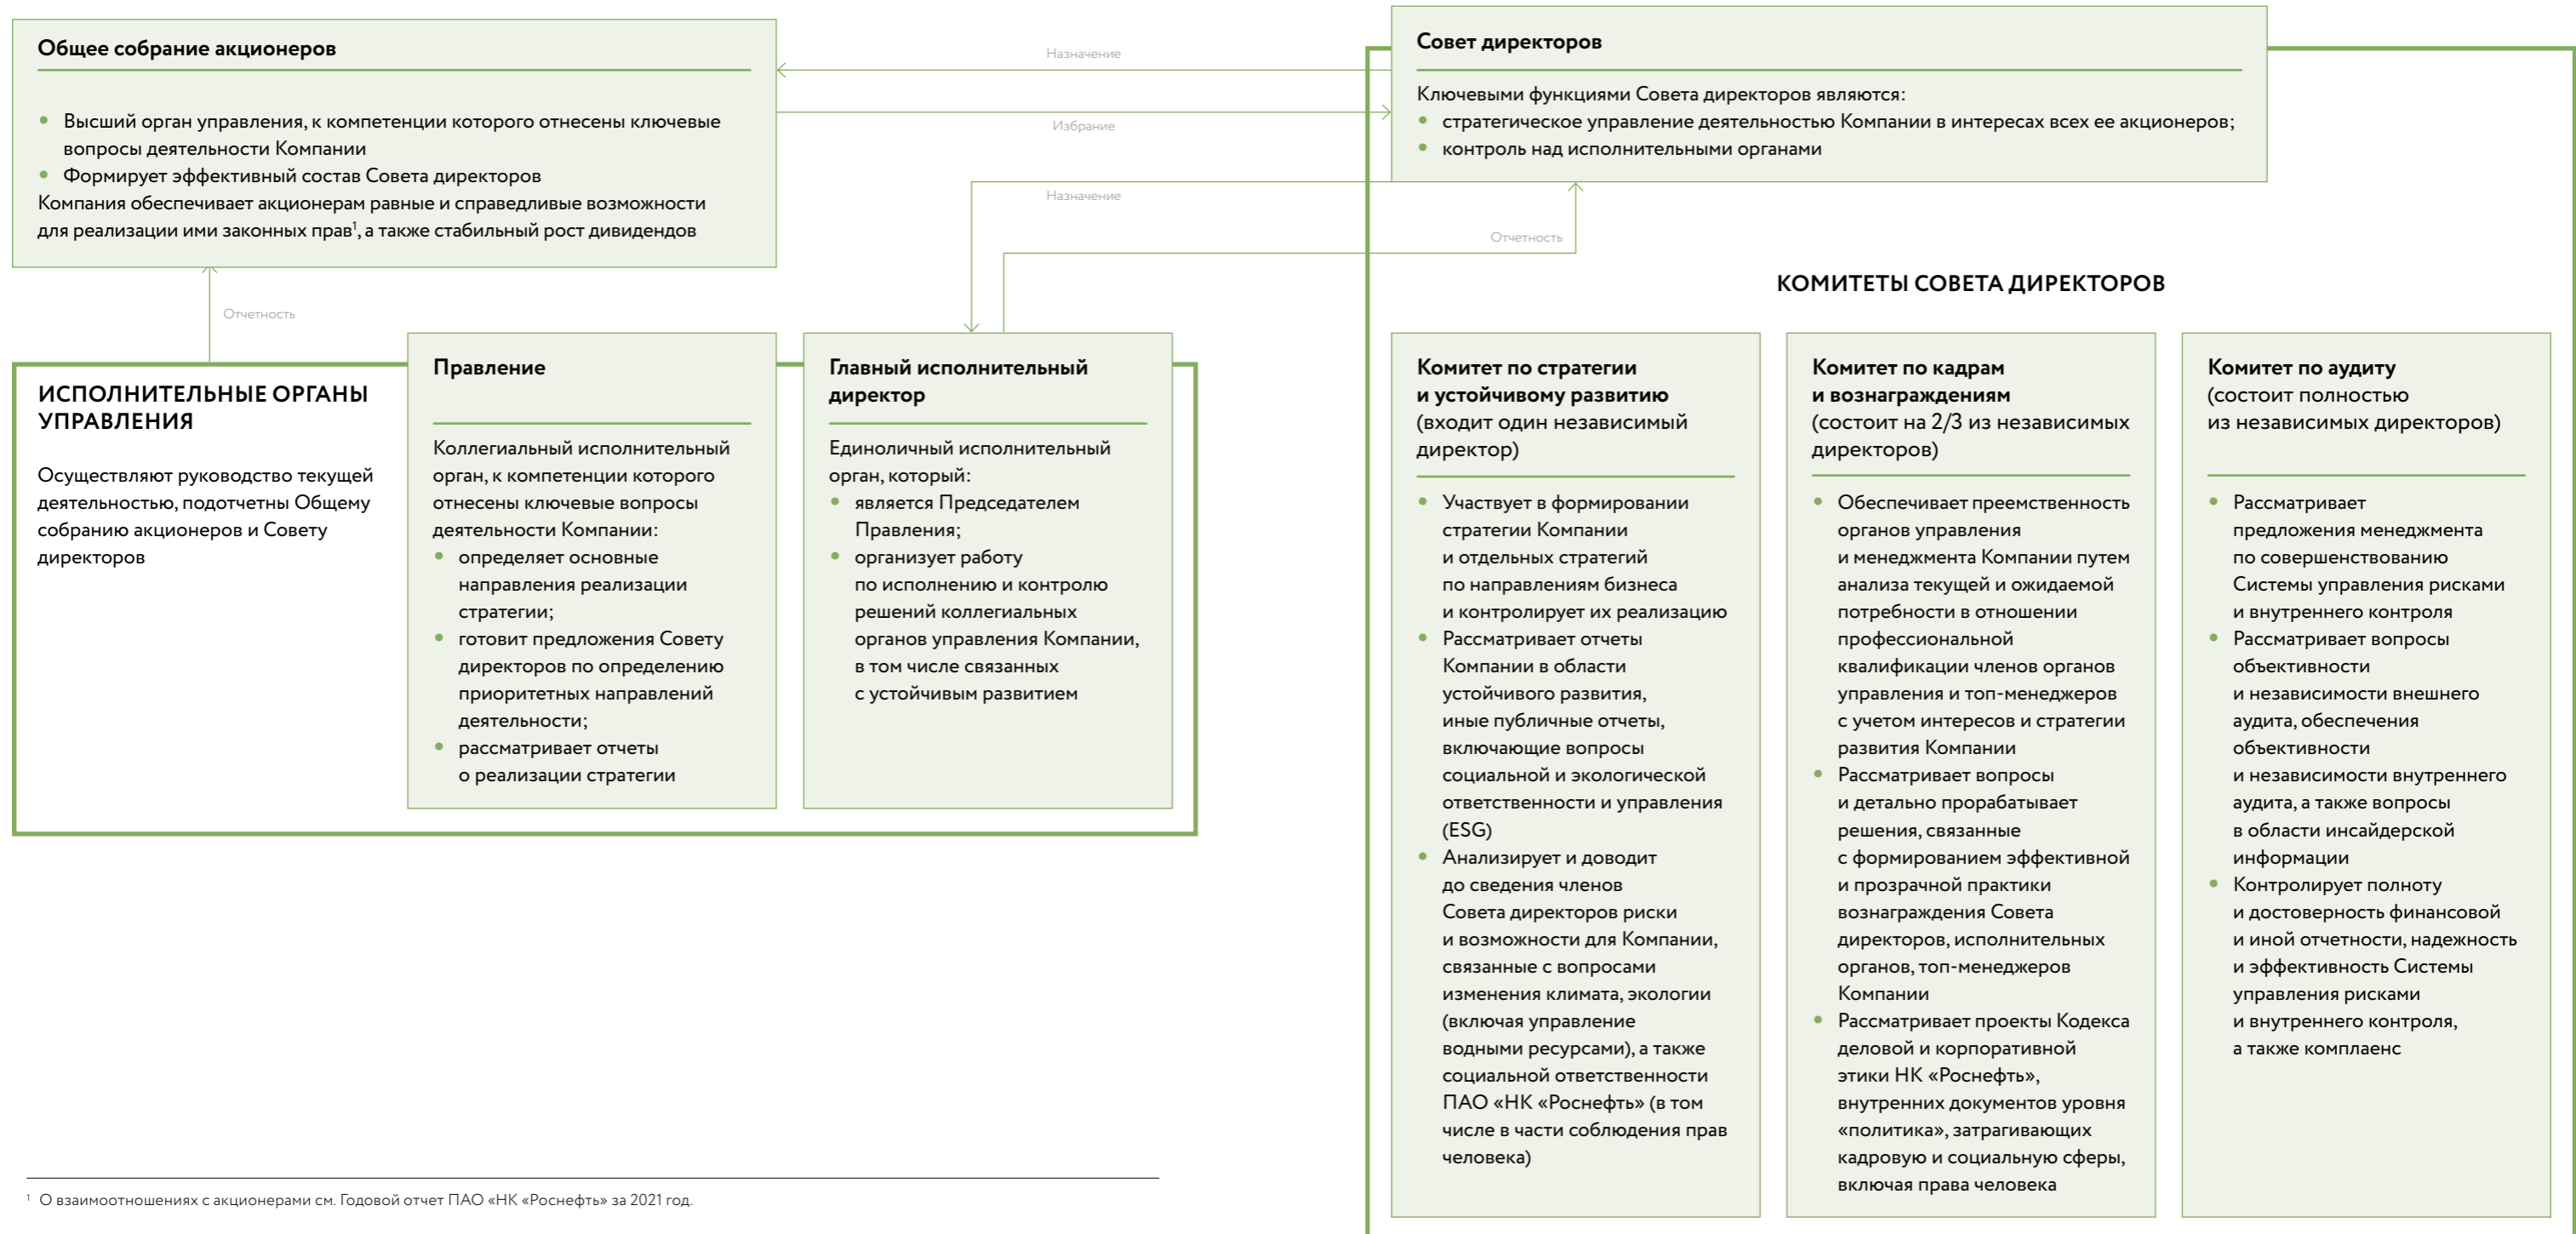 Общее собрание акционеров
Высший орган управления, к компетенции которого отнесены ключевые
вопросы деятельности Компании
Формирует эффективный состав Совета директоров
Компания обеспечивает акционерам равные и справедливые возможности
для реализации ими законных прав¹, а также стабильный рост дивидендов
Назначение
Избрание
Назначение
Отчетность
Отчетность
Совет директоров
Ключевыми функциями Совета директоров являются:
стратегическое управление деятельностью Компании в интересах всех ее акционеров;
контроль над исполнительными органами
ИСПОЛНИТЕЛЬНЫЕ ОРГАНЫ
УПРАВЛЕНИЯ
Осуществляют руководство текущей
деятельностью, подотчетны Общему
собранию акционеров и Совету
директоров
Правление
Коллегиальный исполнительный
орган, к компетенции которого
отнесены ключевые вопросы
деятельности Компании:
определяет основные
направления реализации
стратегии;
готовит предложения Совету
директоров по определению
приоритетных направлений
деятельности;
рассматривает отчеты
о реализации стратегии
Главный исполнительный
директор
Единоличный исполнительный
орган, который:
является Председателем
Правления;
организует работу
по исполнению и контролю
решений коллегиальных
органов управления Компании,
в том числе связанных
с устойчивым развитием
КОМИТЕТЫ СОВЕТА ДИРЕКТОРОВ
Комитет по стратегии
и устойчивому развитию
(входит один независимый
директор)
Участвует в формировании
стратегии Компании
и отдельных стратегий
по направлениям бизнеса
и контролирует их реализацию
Рассматривает отчеты
Компании в области
устойчивого развития,
иные публичные отчеты,
включающие вопросы
социальной и экологической
ответственности и управления
(ESG)
Анализирует и доводит
до сведения членов
Совета директоров риски
и возможности для Компании,
связанные с вопросами
изменения климата, экологии
(включая управление
водными ресурсами), а также
социальной ответственности
ПАО «НК «Роснефть» (в том
числе в части соблюдения прав
человека)
Комитет по кадрам
и вознаграждениям
(состоит на 2/3 из независимых
директоров)
Обеспечивает преемственность
органов управления
и менеджмента Компании путем
анализа текущей и ожидаемой
потребности в отношении
профессиональной
квалификации членов органов
управления и топ-менеджеров
с учетом интересов и стратегии
развития Компании
Рассматривает вопросы
и детально прорабатывает
решения, связанные
с формированием эффективной
и прозрачной практики
вознаграждения Совета
директоров, исполнительных
органов, топ-менеджеров
Компании
Рассматривает проекты Кодекса
деловой и корпоративной
этики НК «Роснефть»,
внутренних документов уровня
«политика», затрагивающих
кадровую и социальную сферы,
включая права человека
Комитет по аудиту
(состоит полностью
из независимых директоров)
Рассматривает
предложения менеджмента
по совершенствованию
Системы управления рисками
и внутреннего контроля
Рассматривает вопросы
объективности
и независимости внешнего
аудита, обеспечения
объективности
и независимости внутреннего
аудита, а также вопросы
в области инсайдерской
информации
Контролирует полноту
и достоверность финансовой
и иной отчетности, надежность
и эффективность Системы
управления рисками
и внутреннего контроля,
а также комплаенс
¹ О взаимоотношениях с акционерами см. Годовой отчет ПАО «НК «Роснефть» за 2021 год.